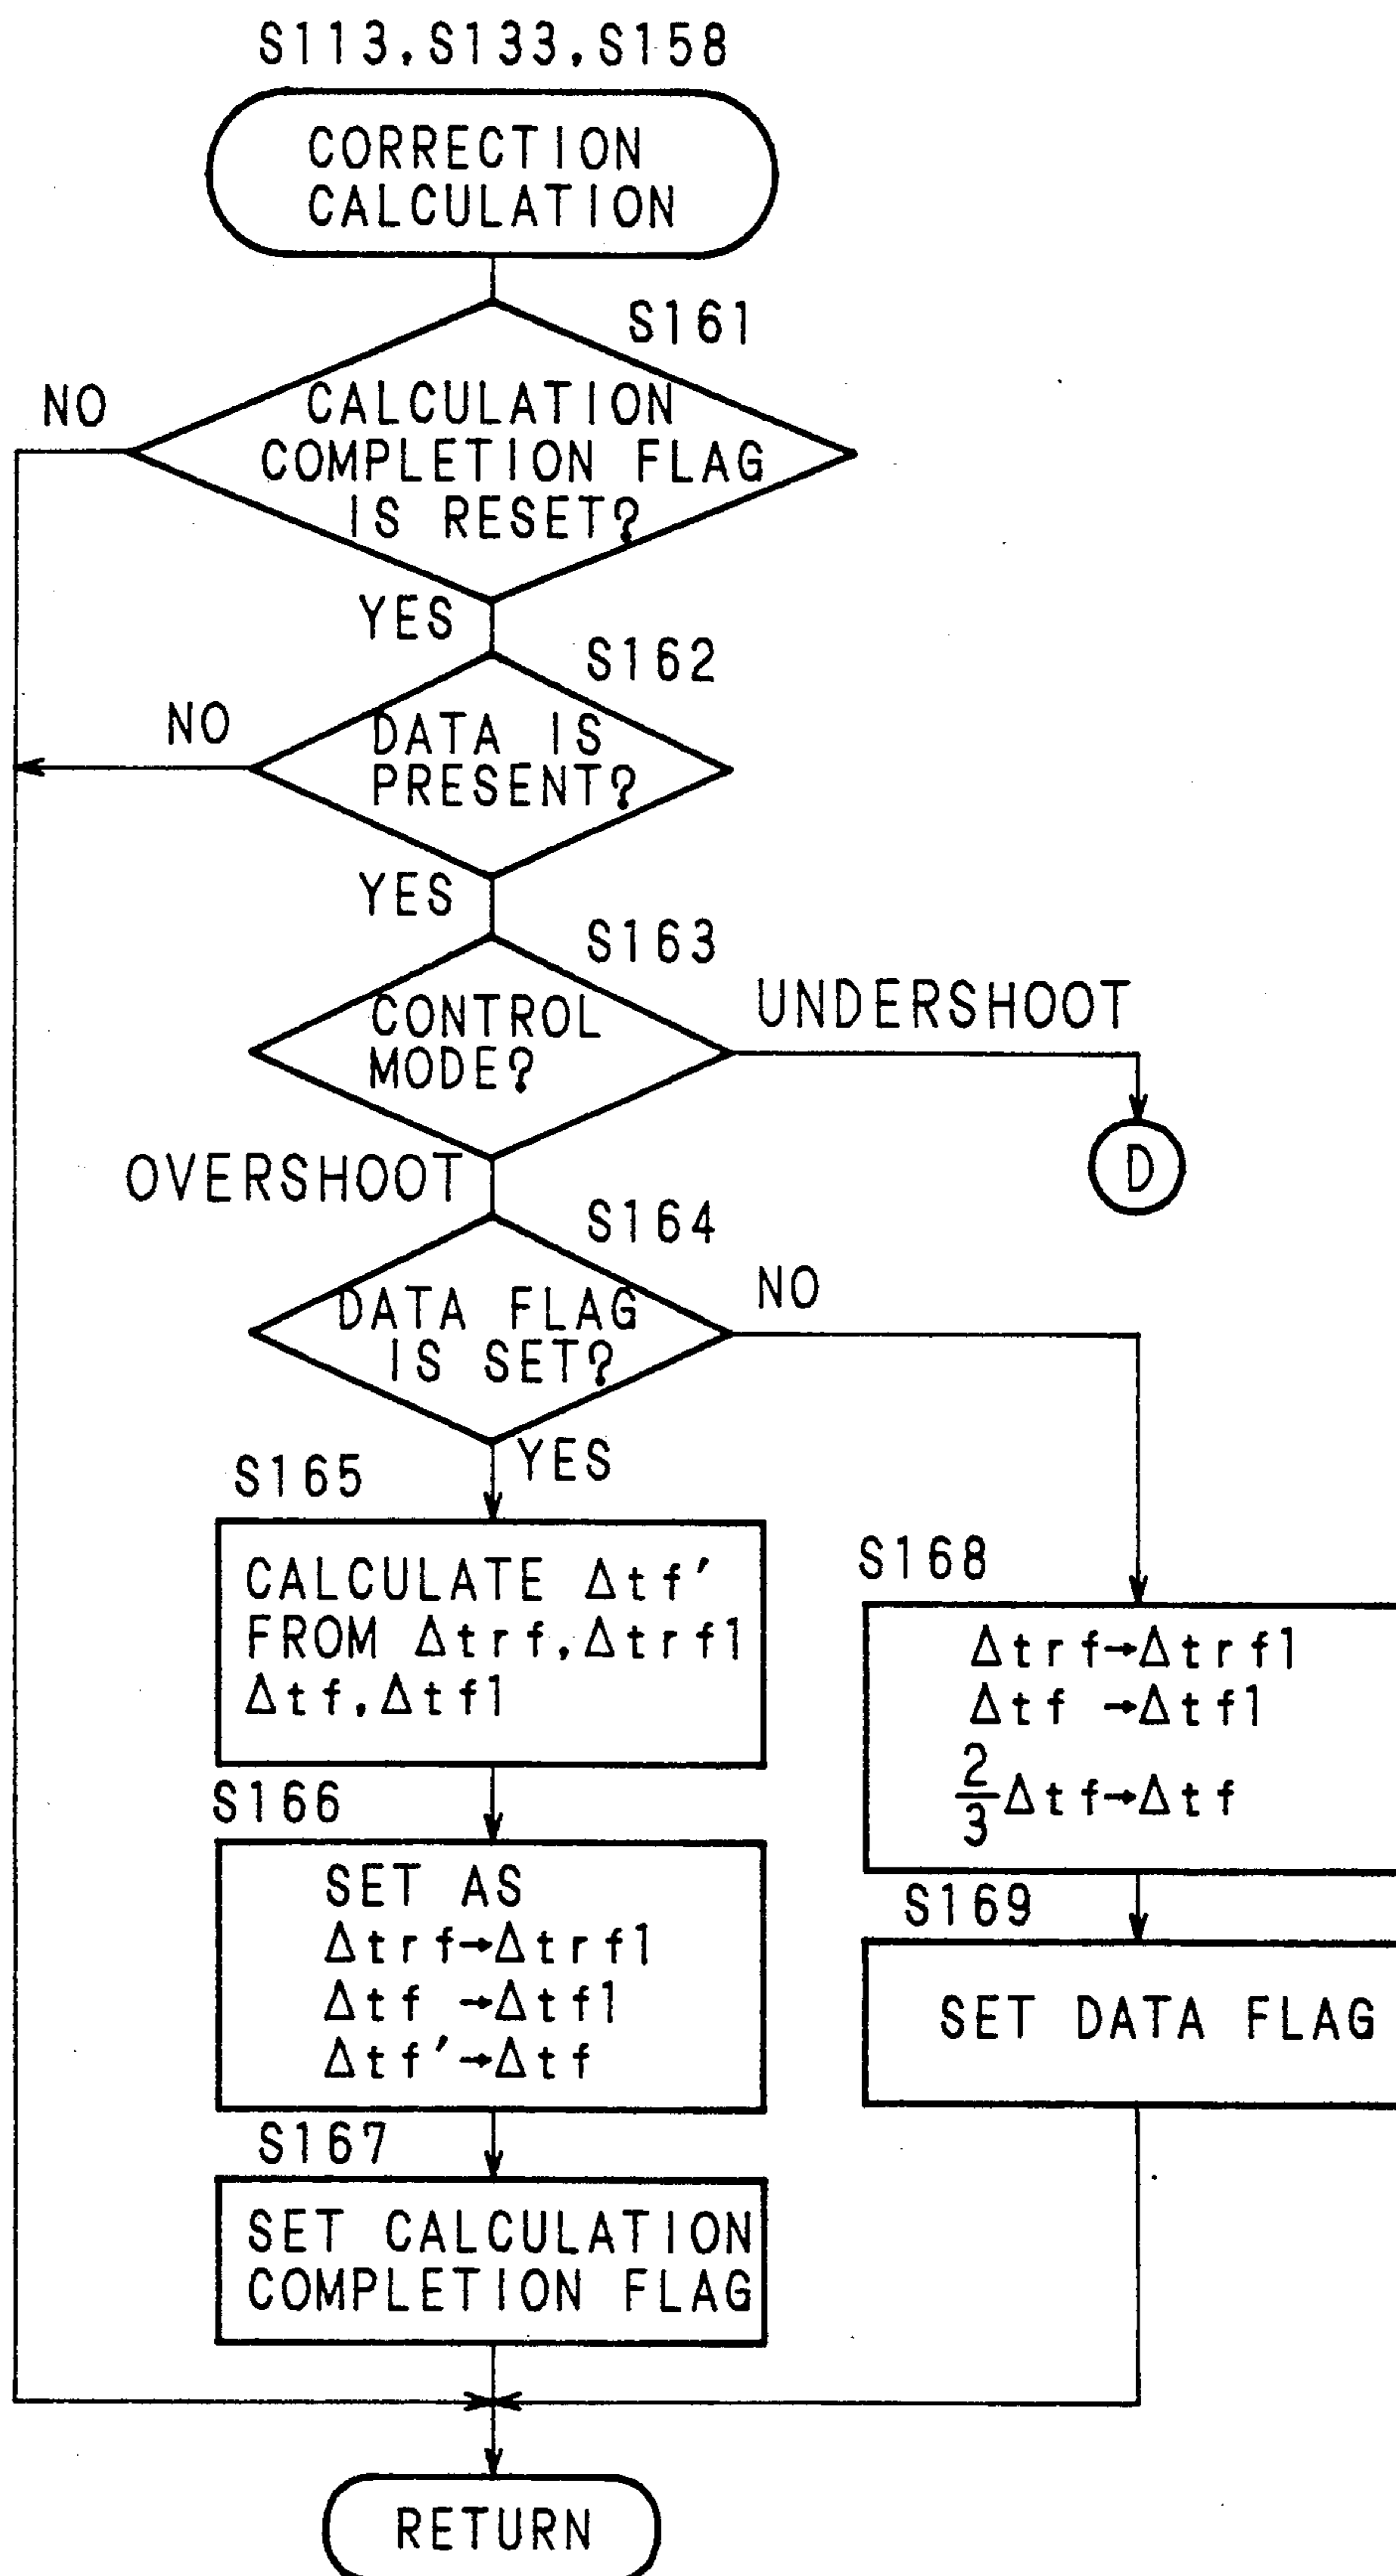 S113,S133,S158
CORRECTION
CALCULATION
S161
NO
CALCULATION
COMPLETION FLAG
IS RESET?
YES
S162
NO
DATA IS
PRESENT?
YES
S163
CONTROL
MODE?
UNDERSHOOT
D
OVERSHOOT
S164
DATA FLAG
IS SET?
NO
YES
S165
CALCULATE Δtf'
FROM Δtrf,Δtrf1
Δtf,Δtf1
S166
SET AS
Δtrf→Δtrf1
Δtf →Δtf1
Δtf'→Δtf
S167
SET CALCULATION
COMPLETION FLAG
S168
Δtrf→Δtrf1
Δtf →Δtf1
2/3 Δtf→Δtf
S169
SET DATA FLAG
RETURN